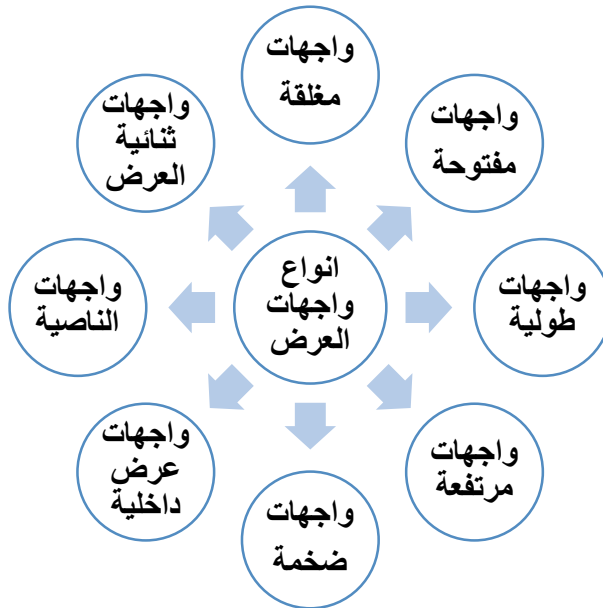 انواع
واجهات
العرض
واجهات
مغلقة
واجهات
مفتوحة
واجهات
طولية
واجهات
مرتفعة
واجهات
ضخمة
واجهات
عرض
داخلية
واجهات
الناصية
واجهات
ثنائية
العرض